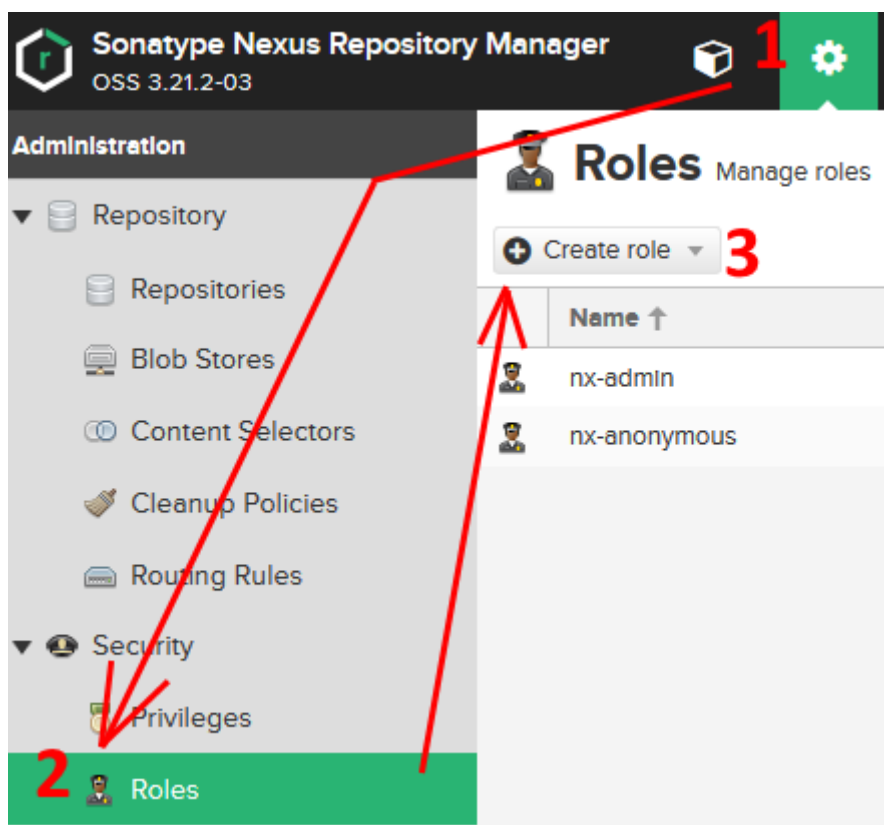 Sonatype Nexus Repository Manager
OSS 3.21.2-03
1
Administration
Repository
Repositories
Blob Stores
Content Selectors
Cleanup Policies
Routing Rules
Security
Privileges
2
Roles
Roles Manage roles
Create role
3
Name ↑
nx-admin
nx-anonymous